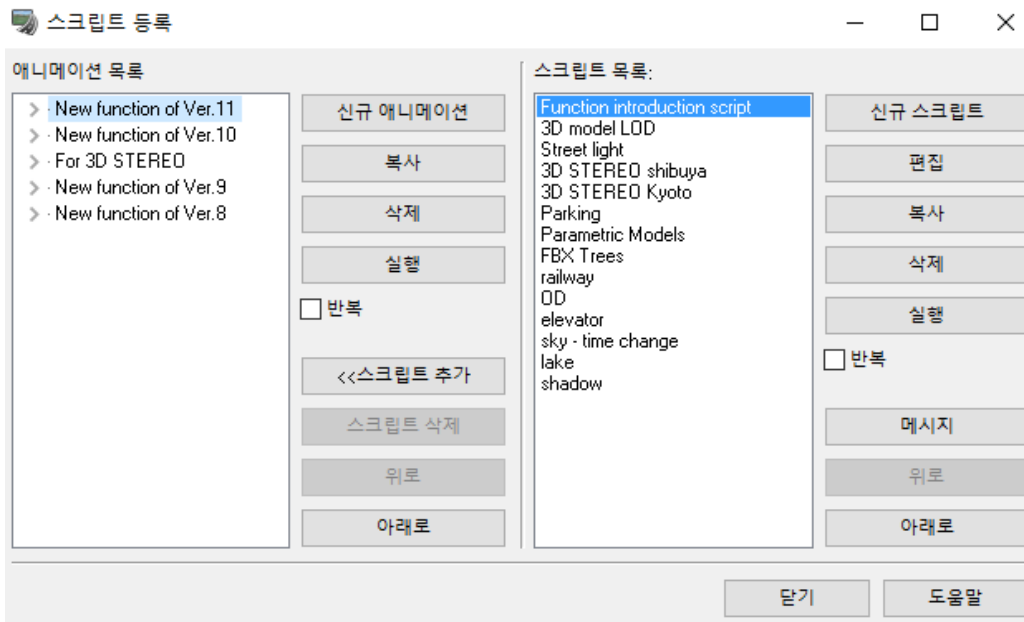 스크립트 등록
애니메이션 목록
New function of Ver.11
New function of Ver.10
For 3D STEREO
New function of Ver.9
New function of Ver.8
신규 애니메이션
복사
삭제
실행
반복
<<스크립트 추가
스크립트 삭제
위로
아래로
스크립트 목록:
Function introduction script
3D model LOD
Street light
3D STEREO shibuya
3D STEREO Kyoto
Parking
Parametric Models
FBX Trees
railway
OD
elevator
sky - time change
lake
shadow
신규 스크립트
편집
복사
삭제
실행
반복
메시지
위로
아래로
닫기
도움말